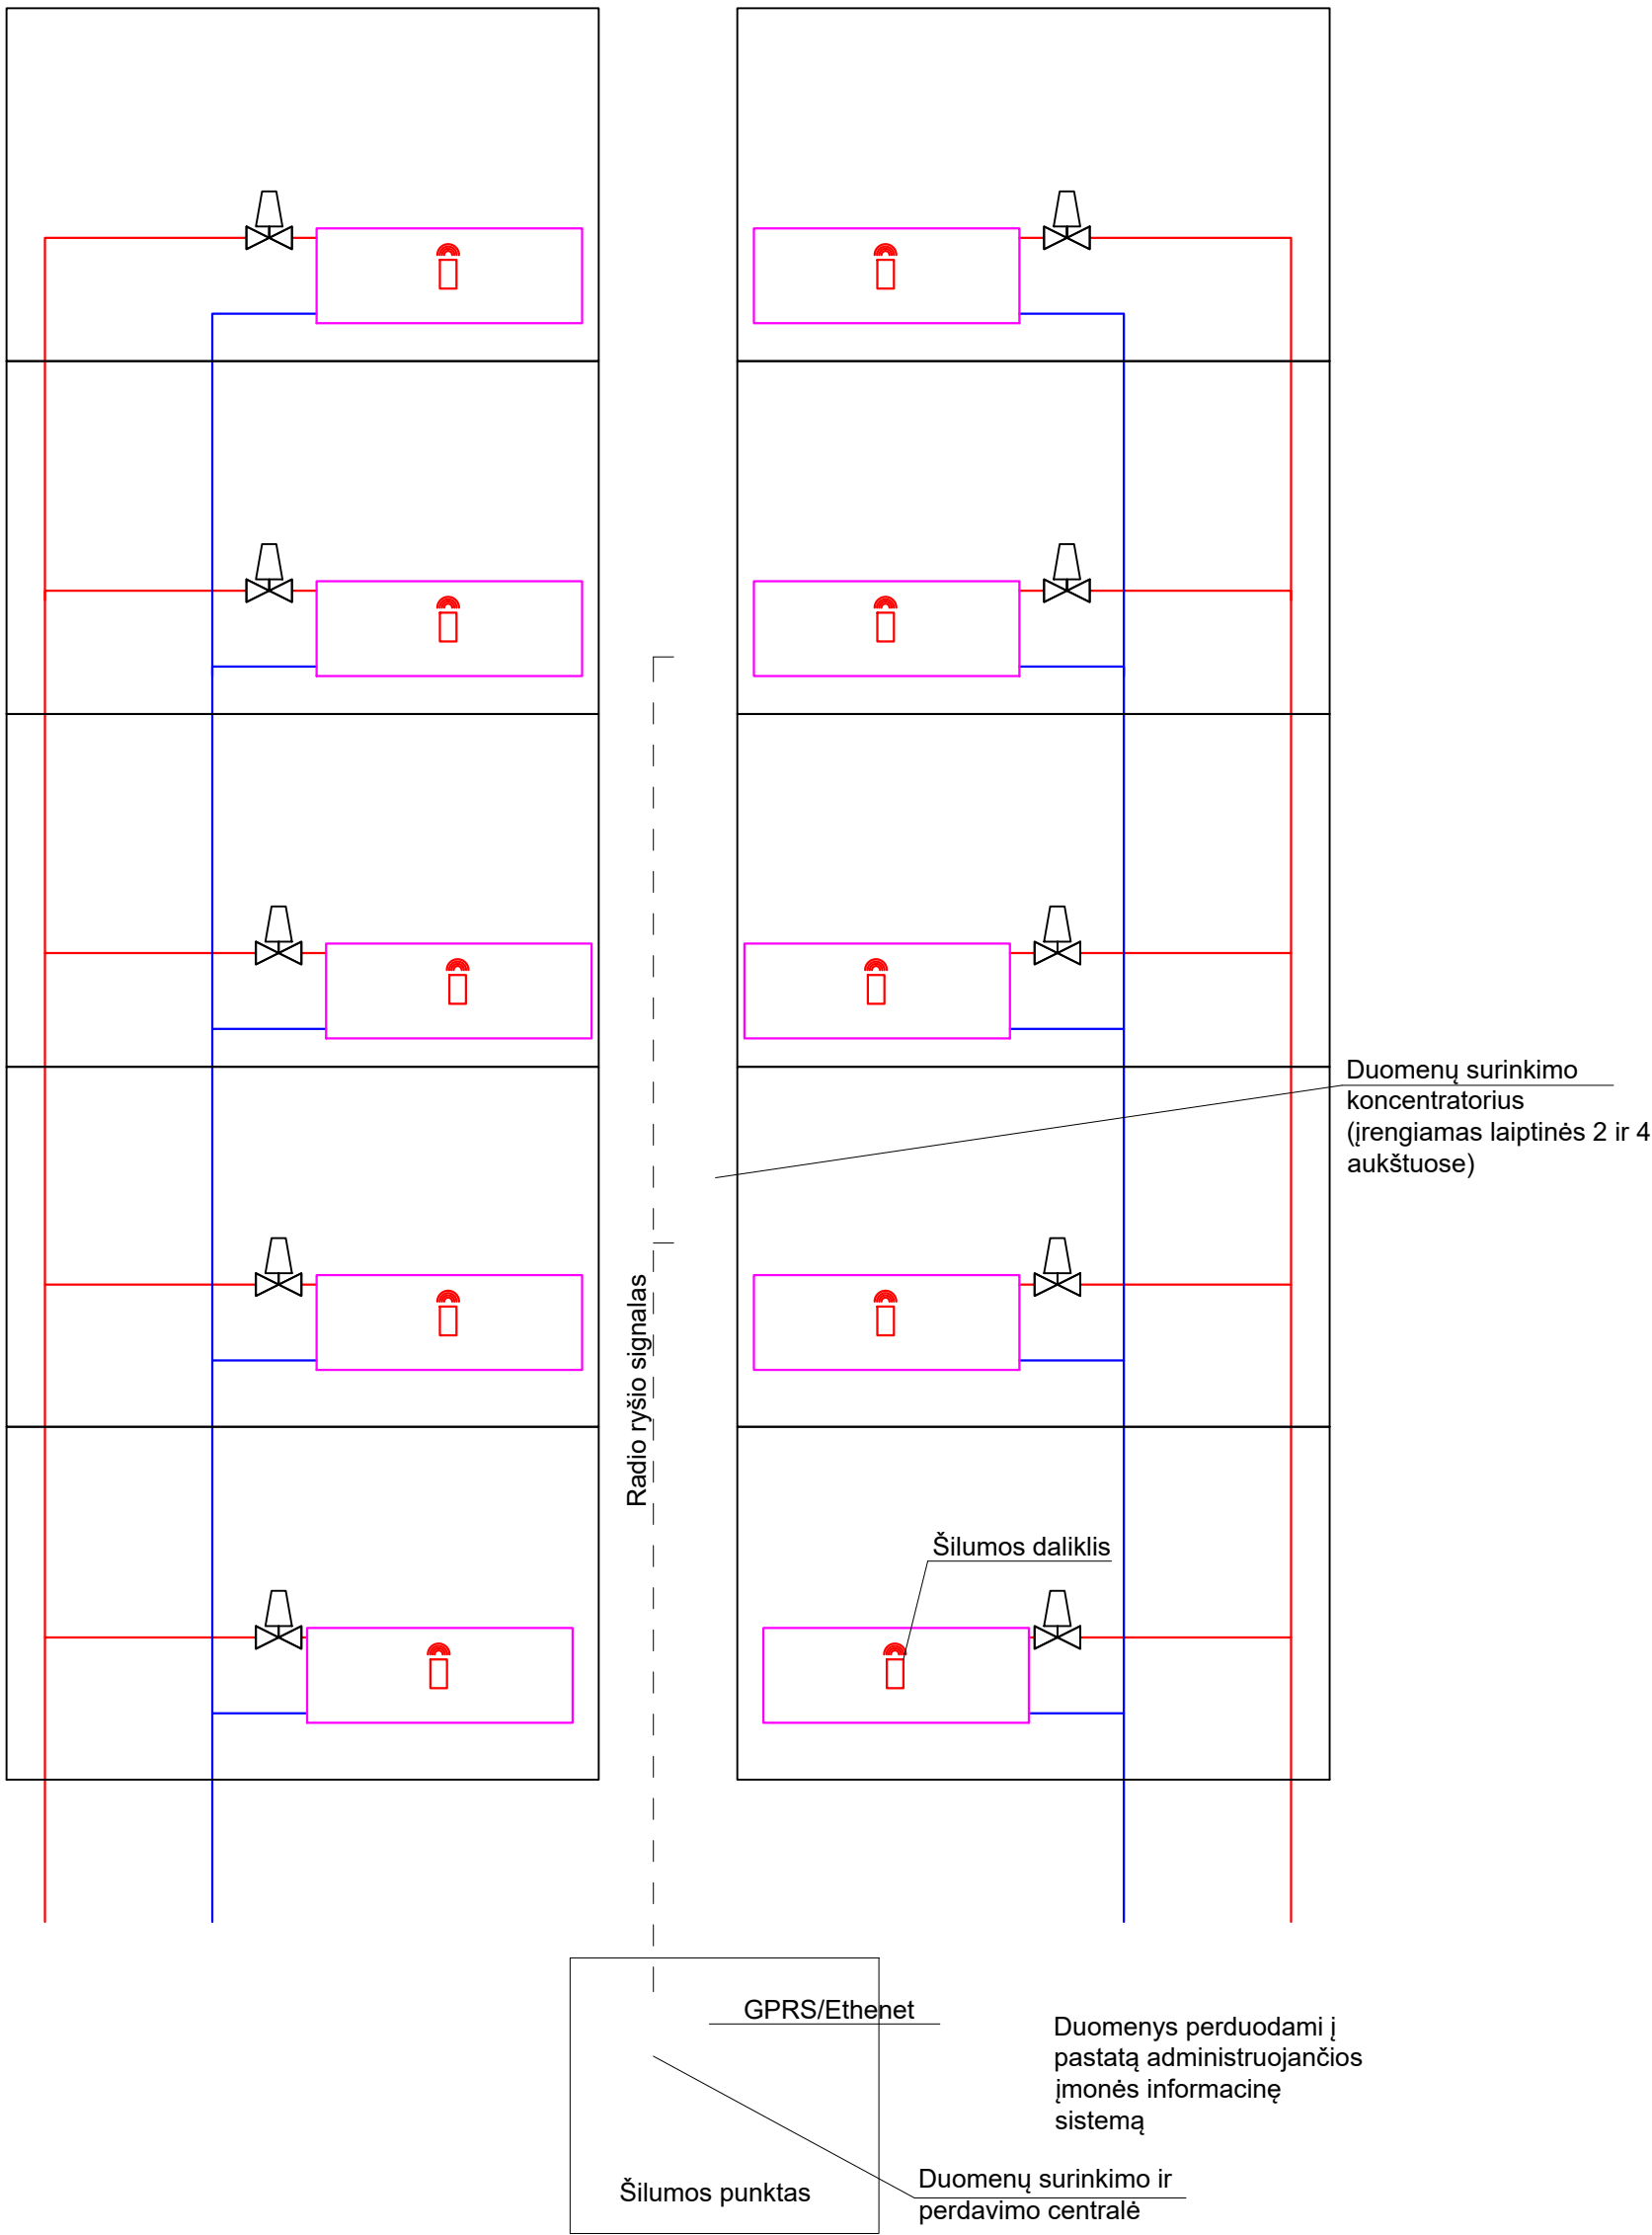 Duomenų surinkimo
koncentratorius
(įrengiamas laiptinės 2 ir 4
aukštuose)
Radio ryšio signalas
Šilumos daliklis
GPRS/Ethenet
Duomenys perduodami į
pastatą administruojančios
įmonės informacinę
sistemą
Šilumos punktas
Duomenų surinkimo ir
perdavimo centralė